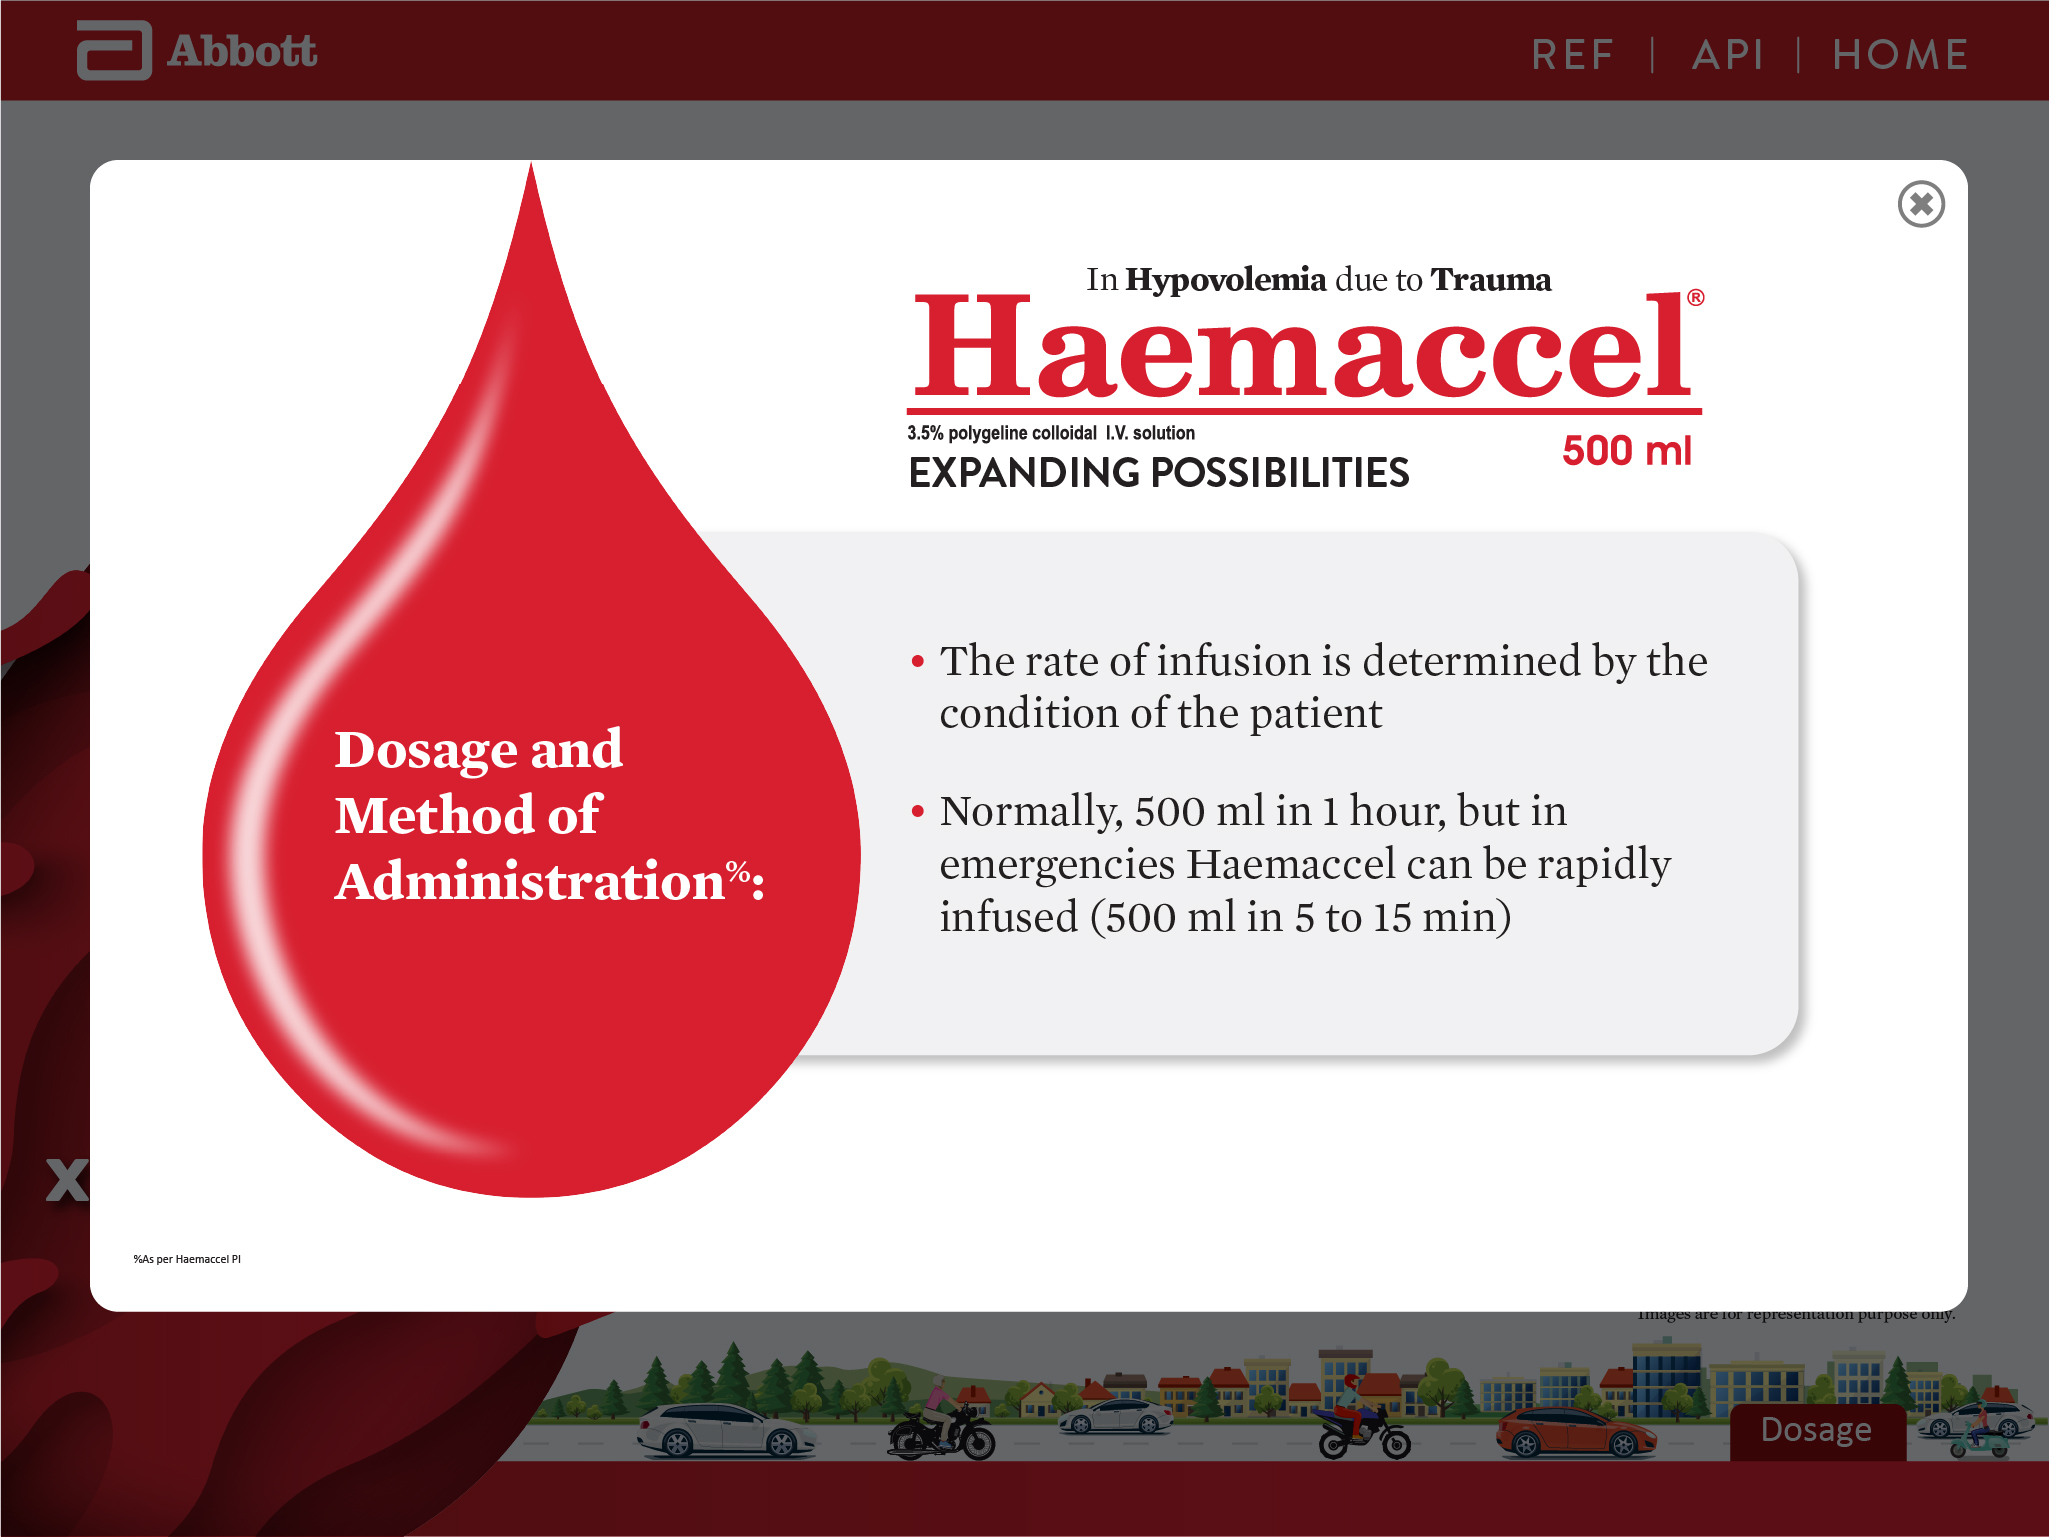 Abbott
REF | API | HOME
In Hypovolemia due to Trauma
Haemaccel®
3.5% polygeline colloidal I.V. solution
500 ml
EXPANDING POSSIBILITIES
Dosage and
Method of
Administration%:
• The rate of infusion is determined by the
condition of the patient
• Normally, 500 ml in 1 hour, but in
emergencies Haemaccel can be rapidly
infused (500 ml in 5 to 15 min)
x
%As per Haemaccel PI
Images are for representation purpose only.
Dosage